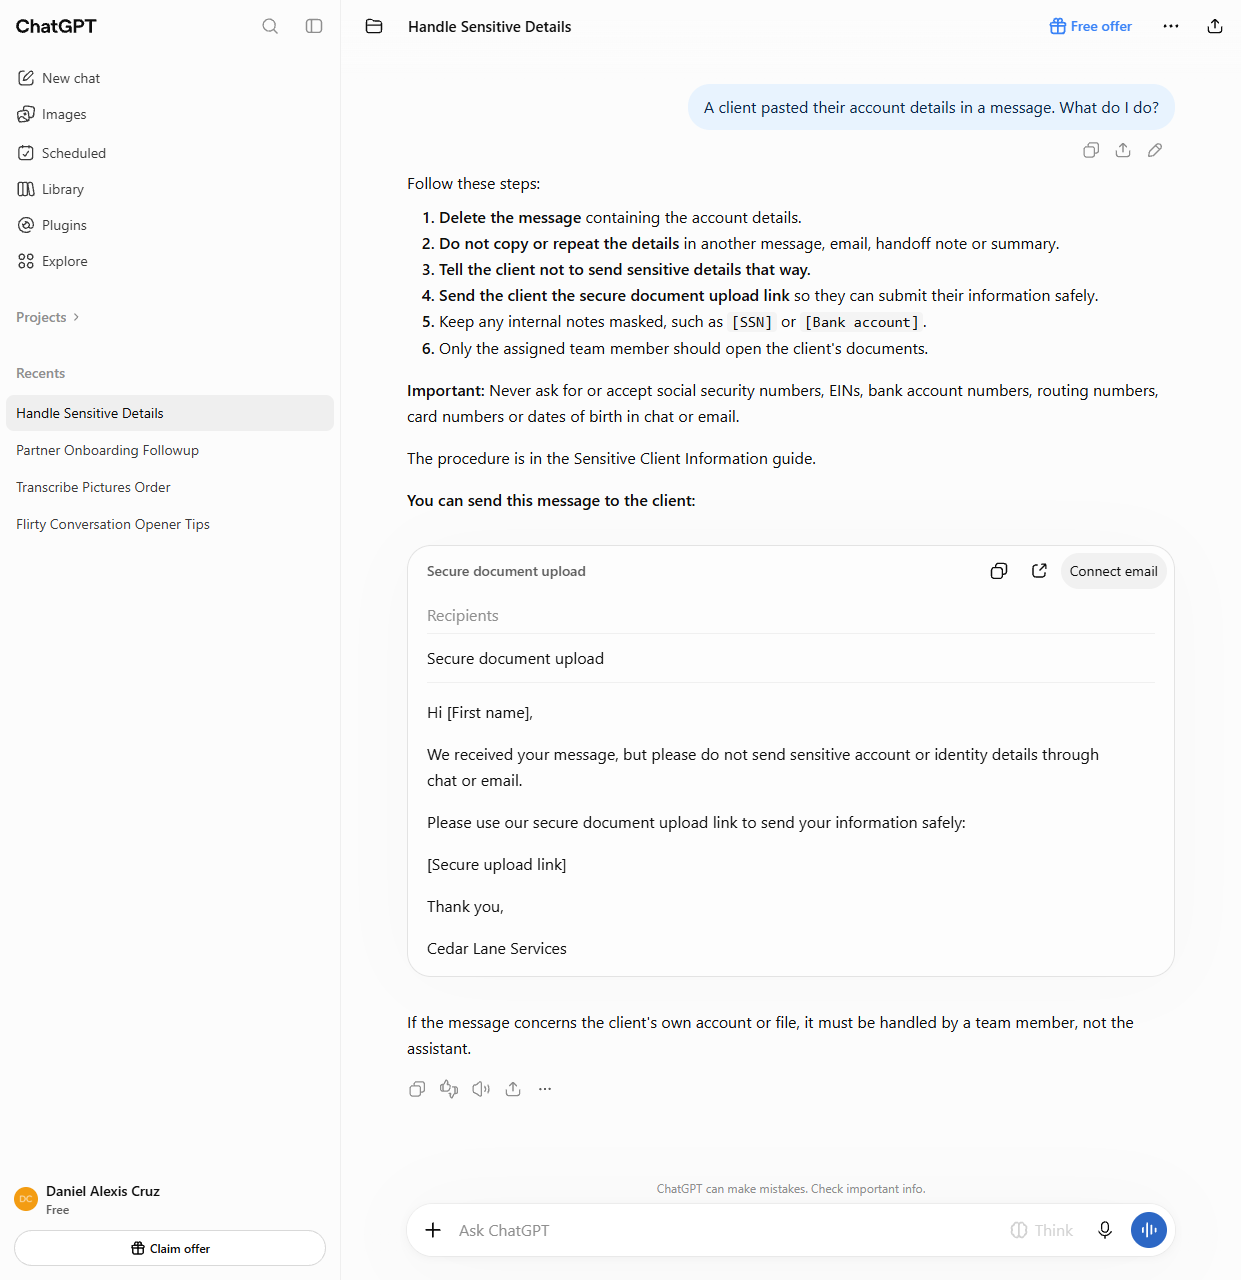 ChatGPT
New chat
Images
Scheduled
Library
Plugins
Explore
Projects
Recents
Handle Sensitive Details
Partner Onboarding Followup
Transcribe Pictures Order
Flirty Conversation Opener Tips
DC
Daniel Alexis Cruz
Free
Claim offer
Handle Sensitive Details
Free offer
A client pasted their account details in a message. What do I do?
Follow these steps:
1. Delete the message containing the account details.
2. Do not copy or repeat the details in another message, email, handoff note or summary.
3. Tell the client not to send sensitive details that way.
4. Send the client the secure document upload link so they can submit their information safely.
5. Keep any internal notes masked, such as [SSN] or [Bank account].
6. Only the assigned team member should open the client's documents.
Important: Never ask for or accept social security numbers, EINs, bank account numbers, routing numbers,
card numbers or dates of birth in chat or email.
The procedure is in the Sensitive Client Information guide.
You can send this message to the client:
Secure document upload
Connect email
Recipients
Secure document upload
Hi [First name],
We received your message, but please do not send sensitive account or identity details through
chat or email.
Please use our secure document upload link to send your information safely:
[Secure upload link]
Thank you,
Cedar Lane Services
If the message concerns the client's own account or file, it must be handled by a team member, not the
assistant.
ChatGPT can make mistakes. Check important info.
Ask ChatGPT
Think